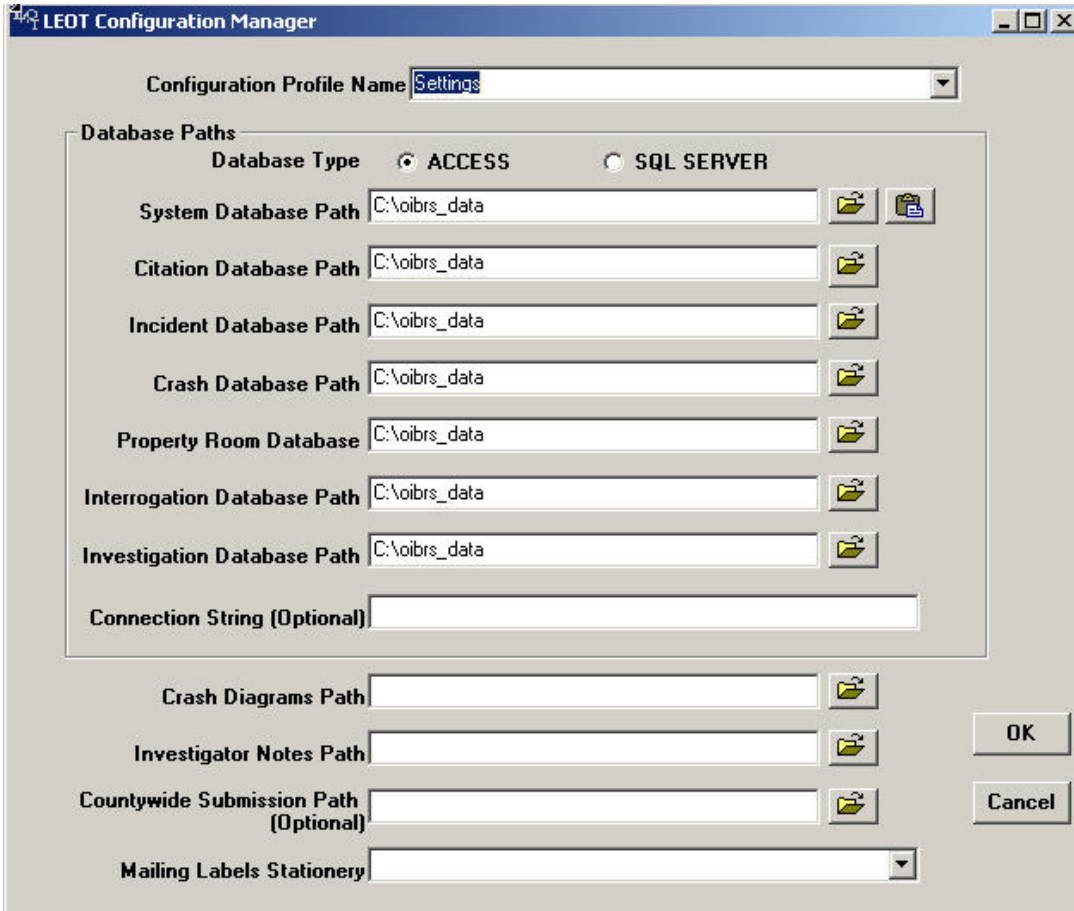 LEOT Configuration Manager
Configuration Profile Name Settings
Database Paths
Database Type ACCESS SQL SERVER
System Database Path C:\oibrs_data
Citation Database Path C:\oibrs_data
Incident Database Path C:\oibrs_data
Crash Database Path C:\oibrs_data
Property Room Database C:\oibrs_data
Interrogation Database Path C:\oibrs_data
Investigation Database Path C:\oibrs_data
Connection String (Optional)
Crash Diagrams Path
Investigator Notes Path
OK
Countywide Submission Path
(Optional)
Cancel
Mailing Labels Stationery